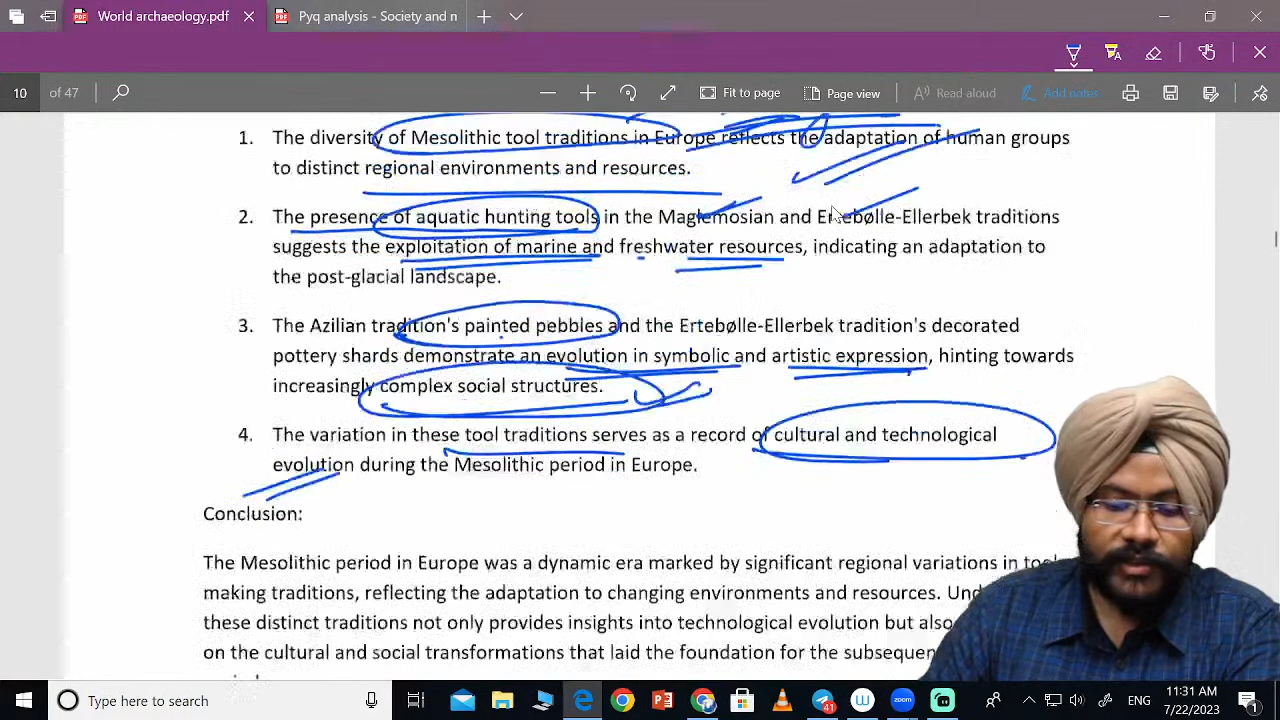 World archaeology.pdf
Pyq analysis - Society and n
10 of 47
Fit to page
Page view
Read aloud
Add notes
1. The diversity of Mesolithic tool traditions in Europe reflects the adaptation of human groups
to distinct regional environments and resources.
2. The presence of aquatic hunting tools in the Maglemosian and Ertebølle-Ellerbek traditions
suggests the exploitation of marine and freshwater resources, indicating an adaptation to
the post-glacial landscape.
3. The Azilian tradition's painted pebbles and the Ertebølle-Ellerbek tradition's decorated
pottery shards demonstrate an evolution in symbolic and artistic expression, hinting towards
increasingly complex social structures.
4. The variation in these tool traditions serves as a record of cultural and technological
evolution during the Mesolithic period in Europe.
Conclusion:
The Mesolithic period in Europe was a dynamic era marked by significant regional variations in
making traditions, reflecting the adaptation to changing environments and resources.
these distinct traditions not only provides insights into technological evolution but also
on the cultural and social transformations that laid the foundation for the
Type here to search
41
ENG
11:31 AM
7/22/2023
1